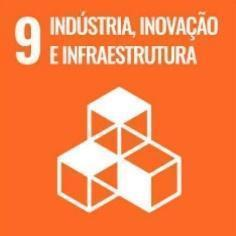 9 INDÚSTRIA, INOVAÇÃO
E INFRAESTRUTURA